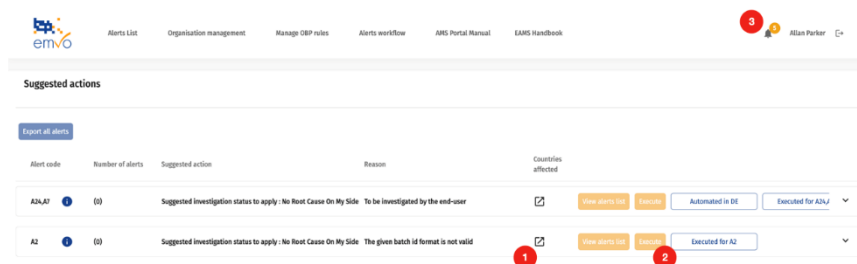 emvo
Alerts List Organisation management Manage OBP rules Alerts workflow AMS Portal Manual EAMS Handbook 3 5 Allan Parker
Suggested actions
Export all alerts
Alert code Number of alerts Suggested action Reason Countries affected
A24,A7 i (0) Suggested investigation status to apply : No Root Cause On My Side To be investigated by the end-user View alerts list Execute Automated in DE Executed for A24,A
A2 i (0) Suggested investigation status to apply : No Root Cause On My Side The given batch id format is not valid View alerts list Execute Executed for A2
1 2